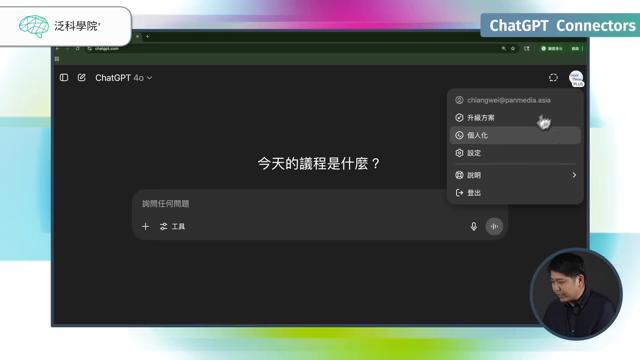 泛科學院
ChatGPT Connectors
chatgpt.com
ChatGPT 4o
PLUS
chiangwei@panmedia.asia
升級方案
個人化
設定
說明
登出
今天的議程是什麼？
詢問任何問題
工具